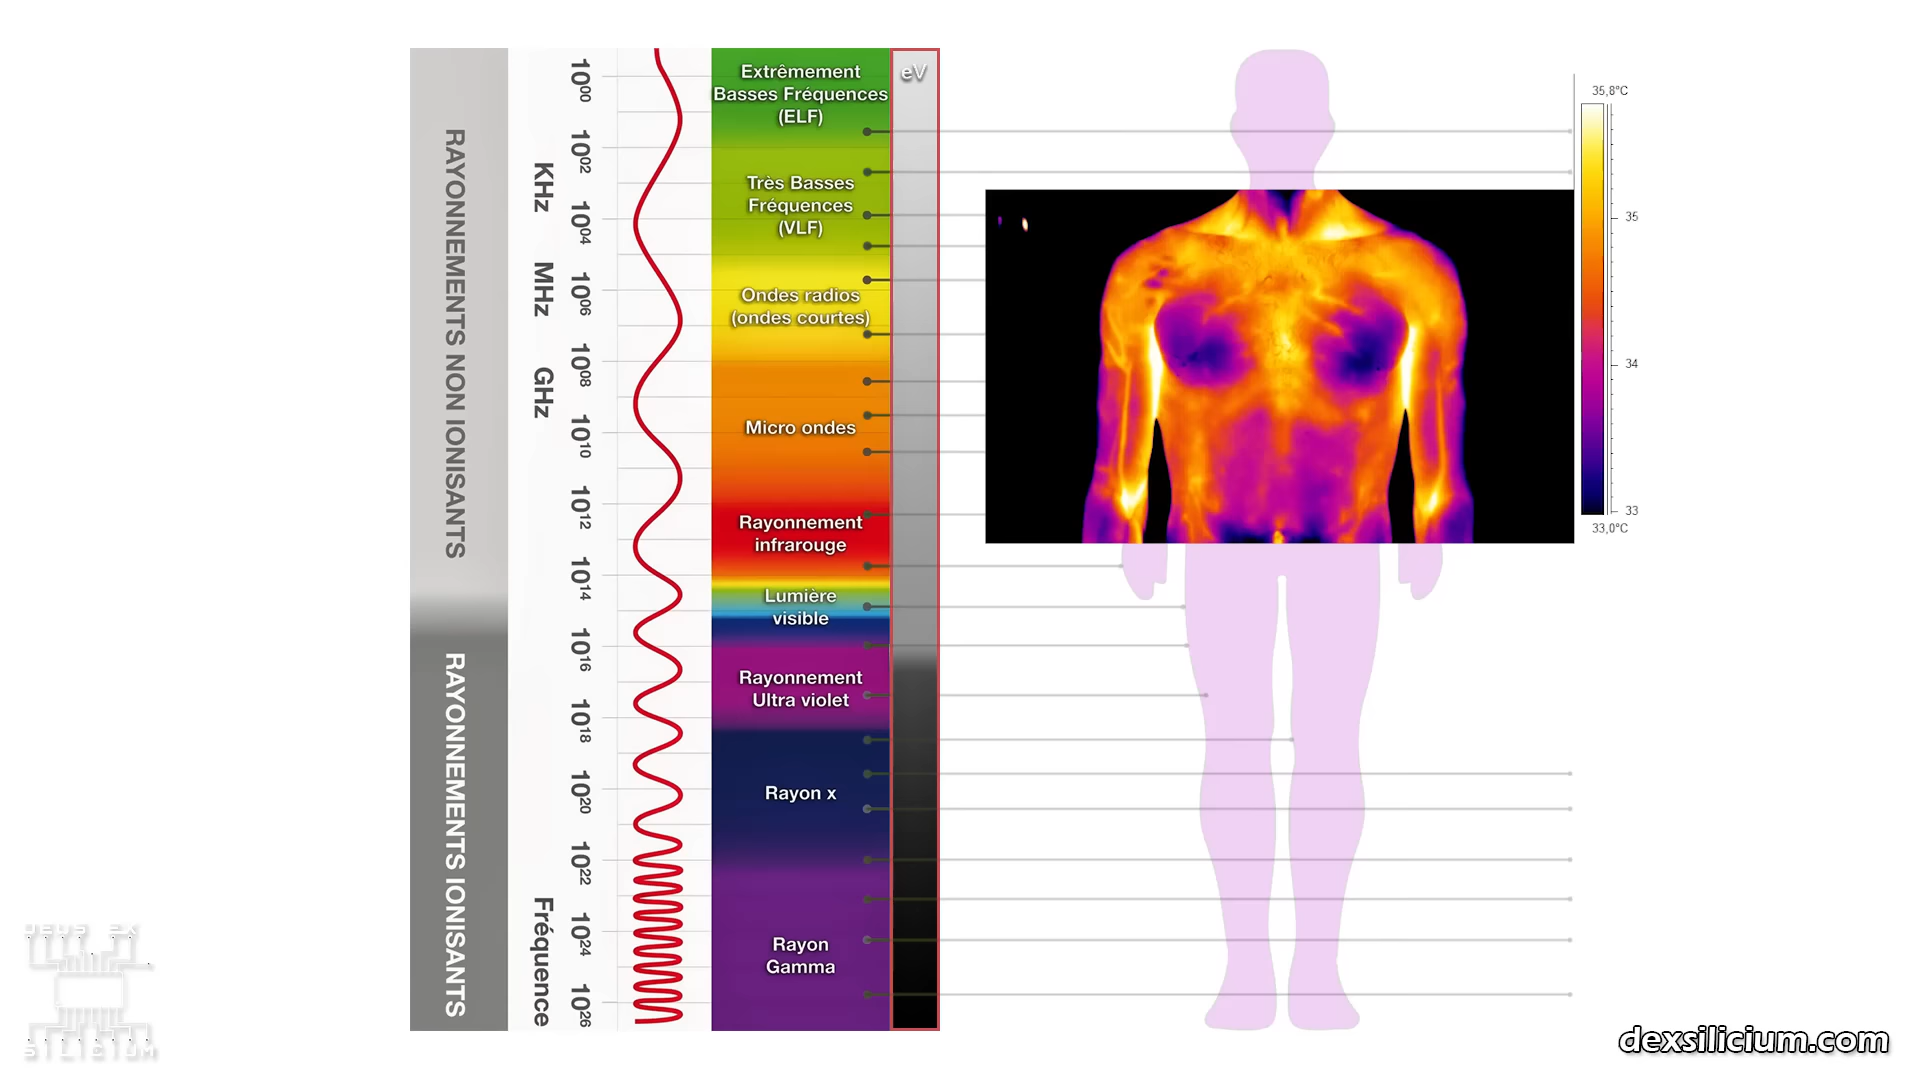 RAYONNEMENTS NON IONISANTS
RAYONNEMENTS IONISANTS
KHz
MHz
GHz
Fréquence
10⁰⁰
10⁰²
10⁰⁴
10⁰⁶
10⁰⁸
10¹⁰
10¹²
10¹⁴
10¹⁶
10¹⁸
10²⁰
10²²
10²⁴
10²⁶
Extrêmement
Basses Fréquences
(ELF)
Très Basses
Fréquences
(VLF)
Ondes radios
(ondes courtes)
Micro ondes
Rayonnement
infrarouge
Lumière
visible
Rayonnement
Ultra violet
Rayon x
Rayon
Gamma
eV
35,8°C
35
34
33
33,0°C
DEUS EX
SILICIUM
dexsilicium.com